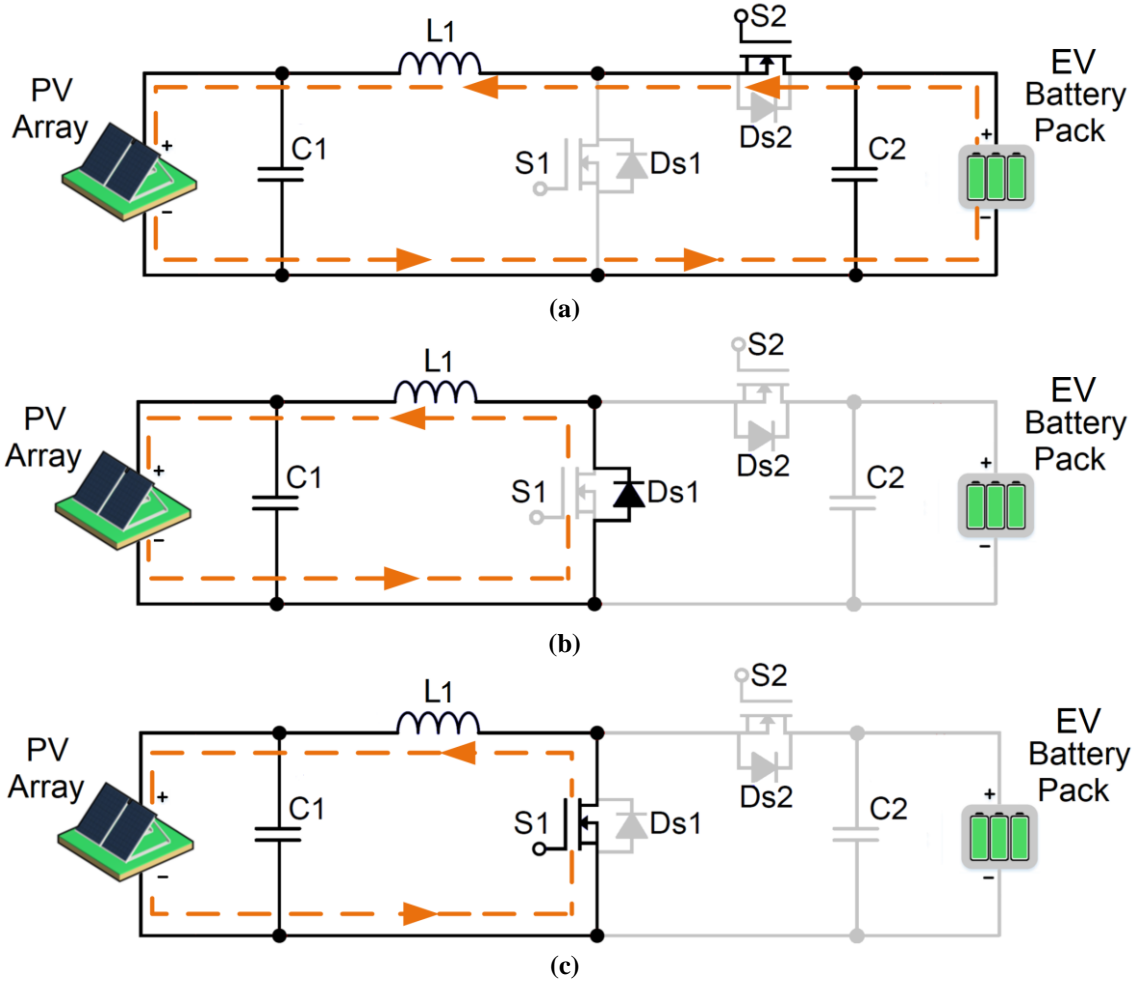 S2
L1
PV
Array
+
−
C1
S1
Ds1
Ds2
C2
EV
Battery
Pack
+
−
(a)
S2
L1
PV
Array
+
−
C1
S1
Ds1
Ds2
C2
EV
Battery
Pack
+
−
(b)
S2
L1
PV
Array
+
−
C1
S1
Ds1
Ds2
C2
EV
Battery
Pack
+
−
(c)